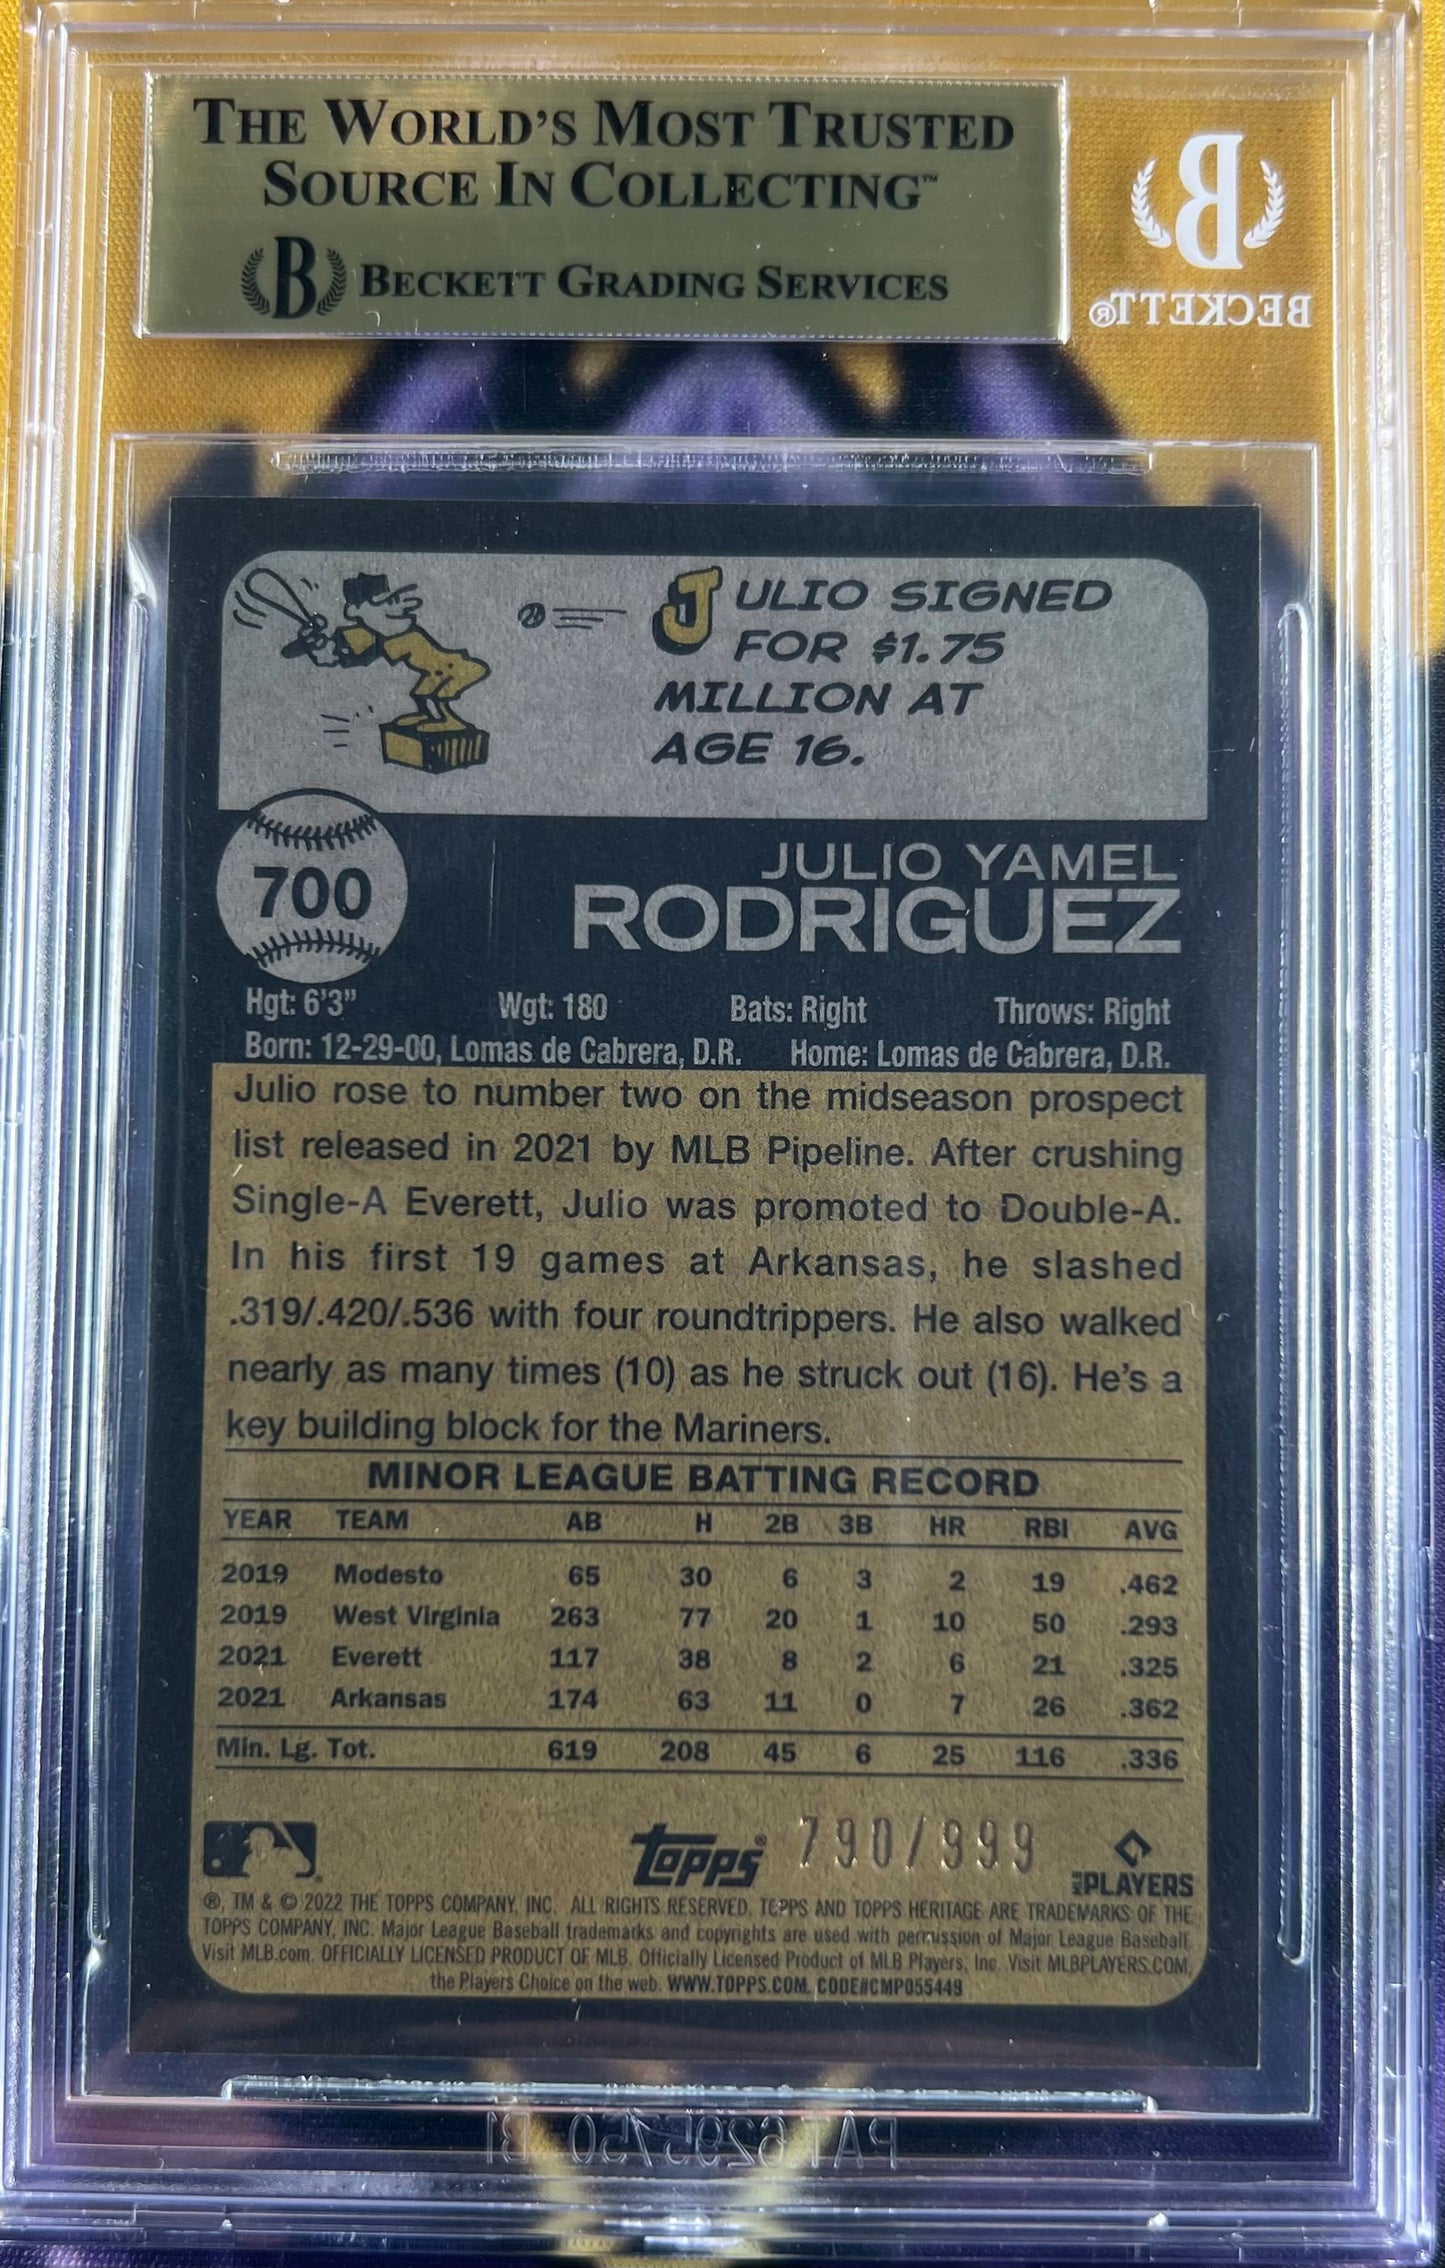 THE WORLD'S MOST TRUSTED
SOURCE IN COLLECTING™
B BECKETT GRADING SERVICES
B
BECKETT®
JULIO SIGNED
FOR $1.75
MILLION AT
AGE 16.
700
JULIO YAMEL
RODRIGUEZ
Hgt: 6'3" Wgt: 180 Bats: Right Throws: Right
Born: 12-29-00, Lomas de Cabrera, D.R. Home: Lomas de Cabrera, D.R.
Julio rose to number two on the midseason prospect
list released in 2021 by MLB Pipeline. After crushing
Single-A Everett, Julio was promoted to Double-A.
In his first 19 games at Arkansas, he slashed
.319/.420/.536 with four roundtrippers. He also walked
nearly as many times (10) as he struck out (16). He's a
key building block for the Mariners.
MINOR LEAGUE BATTING RECORD
YEAR TEAM AB H 2B 3B HR RBI AVG
2019 Modesto 65 30 6 3 2 19 .462
2019 West Virginia 263 77 20 1 10 50 .293
2021 Everett 117 38 8 2 6 21 .325
2021 Arkansas 174 63 11 0 7 26 .362
Min. Lg. Tot. 619 208 45 6 25 116 .336
Topps® 790/999
PLAYERS
®, TM & © 2022 THE TOPPS COMPANY, INC. ALL RIGHTS RESERVED. TOPPS AND TOPPS HERITAGE ARE TRADEMARKS OF THE
TOPPS COMPANY, INC. Major League Baseball trademarks and copyrights are used with permission of Major League Baseball.
Visit MLB.com. OFFICIALLY LICENSED PRODUCT OF MLB. Officially Licensed Product of MLB Players, Inc. Visit MLBPLAYERS.COM,
the Players Choice on the web. WWW.TOPPS.COM. CODE#CMP055449